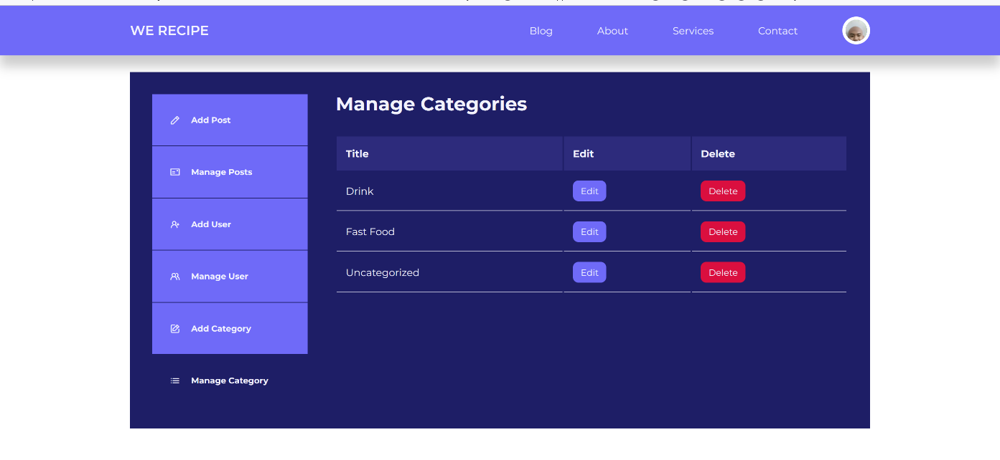 WE RECIPE
Blog About Services Contact
Manage Categories
Add Post
Manage Posts
Add User
Manage User
Add Category
Manage Category
Title Edit Delete
Drink Edit Delete
Fast Food Edit Delete
Uncategorized Edit Delete